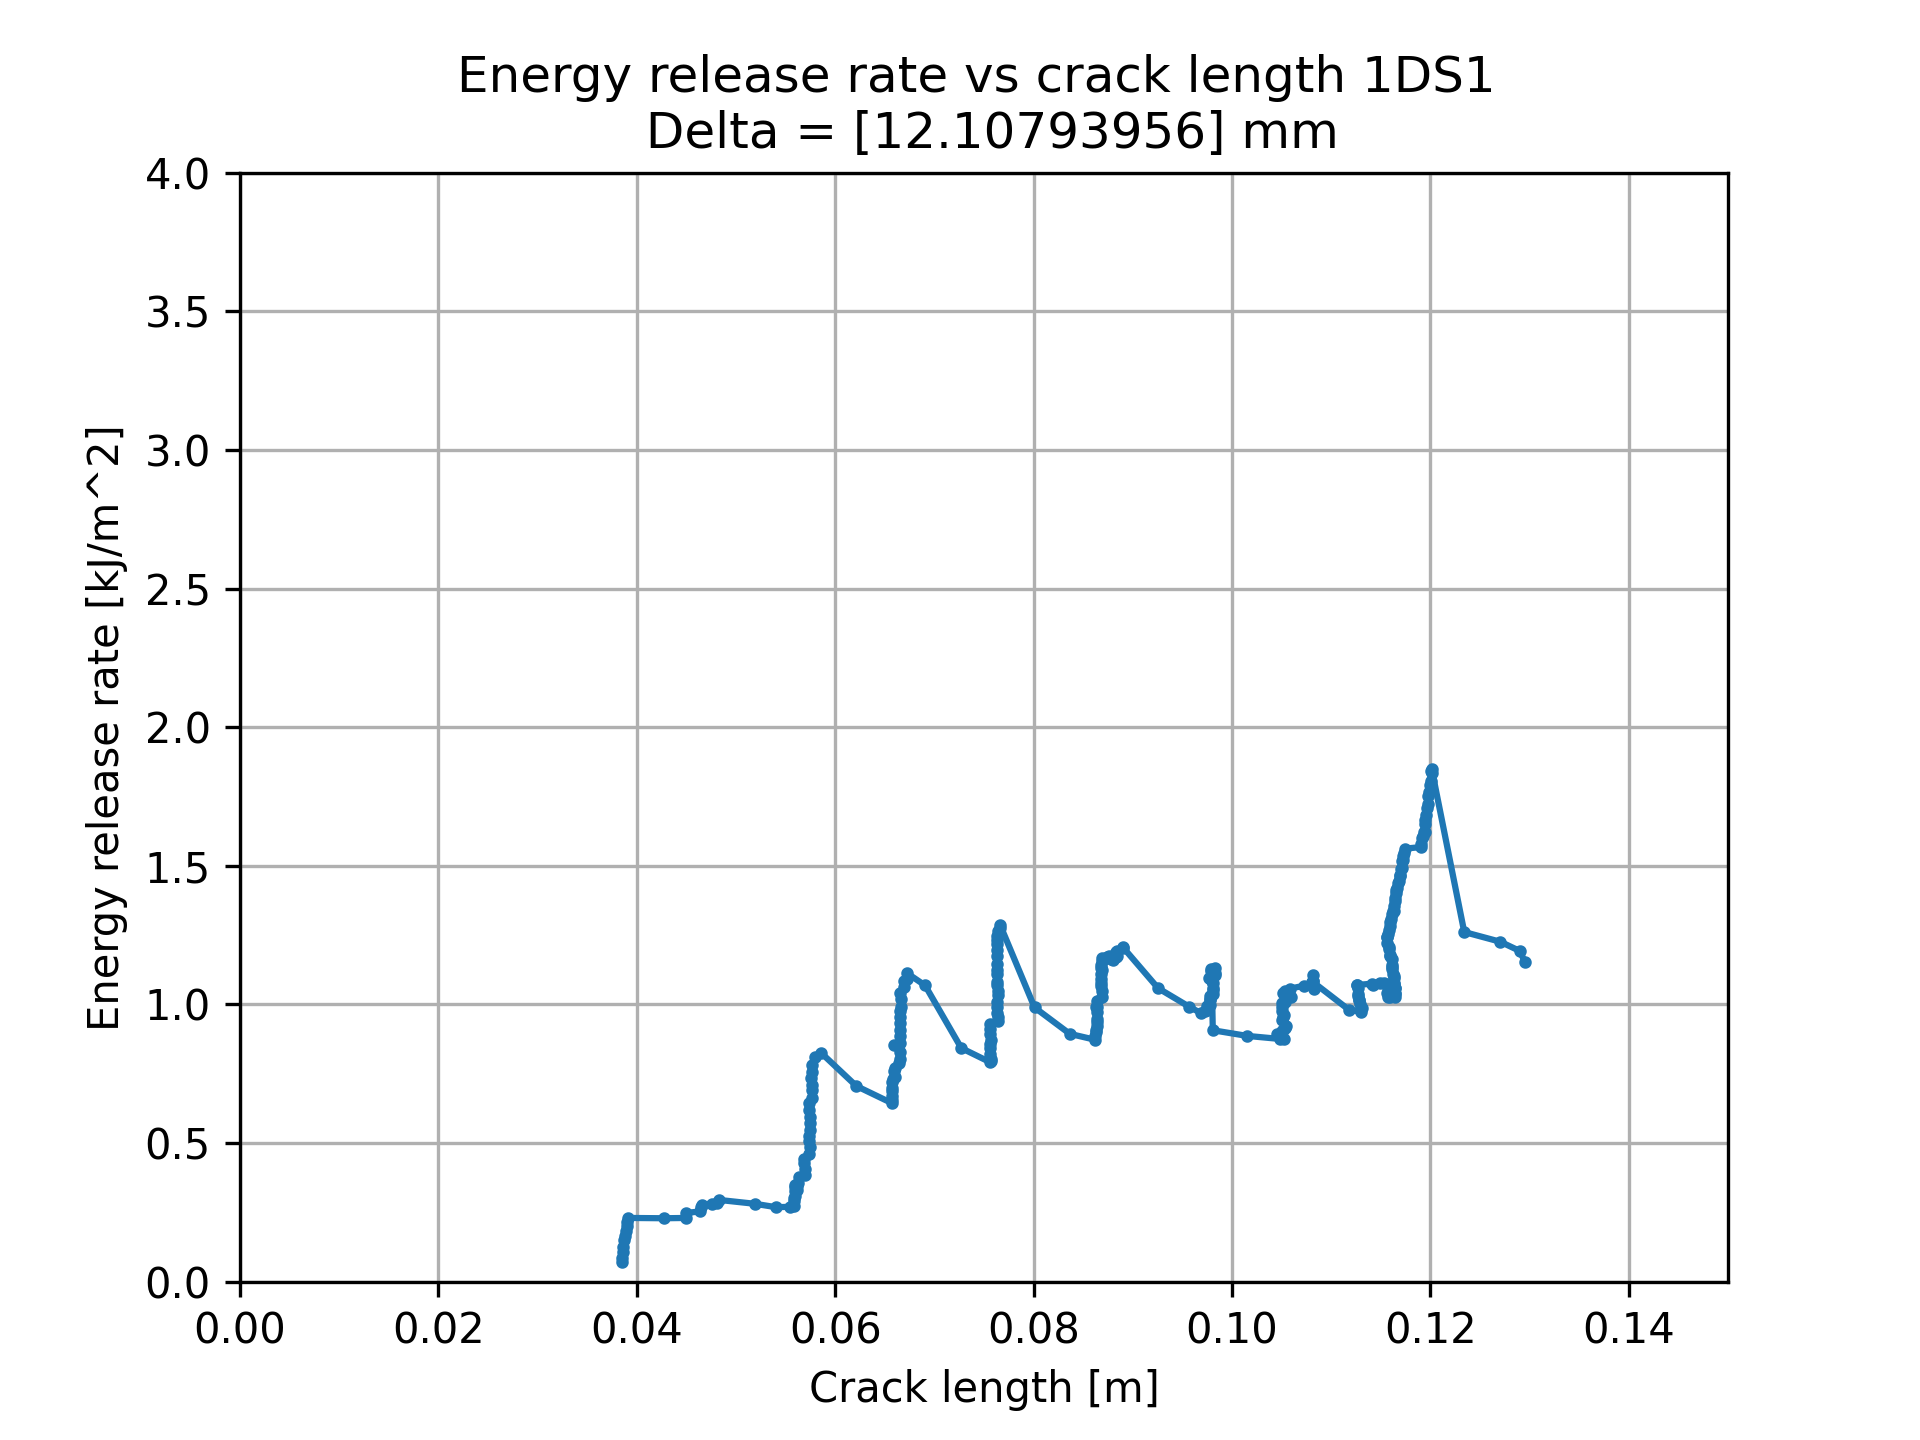 Energy release rate vs crack length 1DS1
Delta = [12.10793956] mm
4.0
3.5
3.0
2.5
2.0
1.5
1.0
0.5
0.0
Energy release rate [kJ/m^2]
0.00 0.02 0.04 0.06 0.08 0.10 0.12 0.14
Crack length [m]